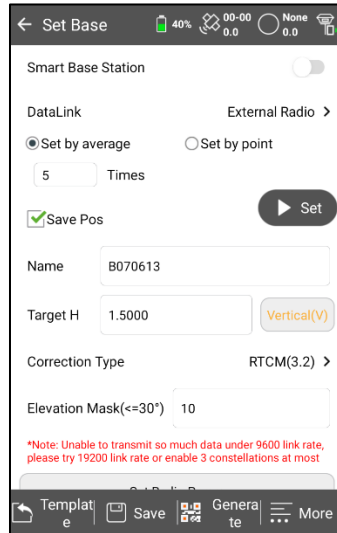 ← Set Base 40% 00-00 0.0 None 0.0
Smart Base Station
DataLink External Radio >
Set by average Set by point
5 Times
Set
Save Pos
Name B070613
Target H 1.5000 Vertical(V)
Correction Type RTCM(3.2) >
Elevation Mask(<=30°) 10
*Note: Unable to transmit so much data under 9600 link rate,
please try 19200 link rate or enable 3 constellations at most
Templat
e Save Genera
te More